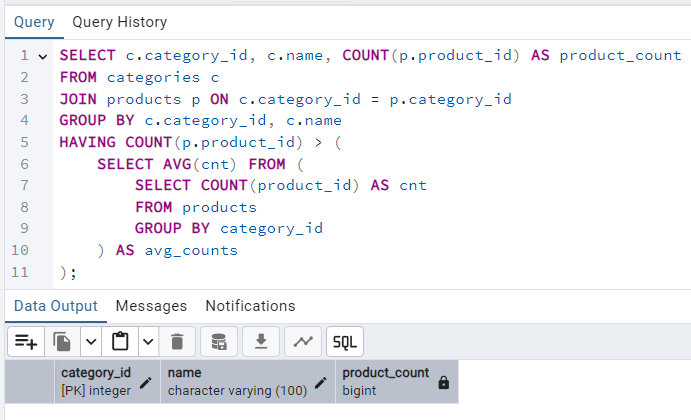 Query Query History
1 SELECT c.category_id, c.name, COUNT(p.product_id) AS product_count
2 FROM categories c
3 JOIN products p ON c.category_id = p.category_id
4 GROUP BY c.category_id, c.name
5 HAVING COUNT(p.product_id) > (
6 SELECT AVG(cnt) FROM (
7 SELECT COUNT(product_id) AS cnt
8 FROM products
9 GROUP BY category_id
10 ) AS avg_counts
11 );
Data Output Messages Notifications
SQL
category_id name product_count
[PK] integer character varying (100) bigint